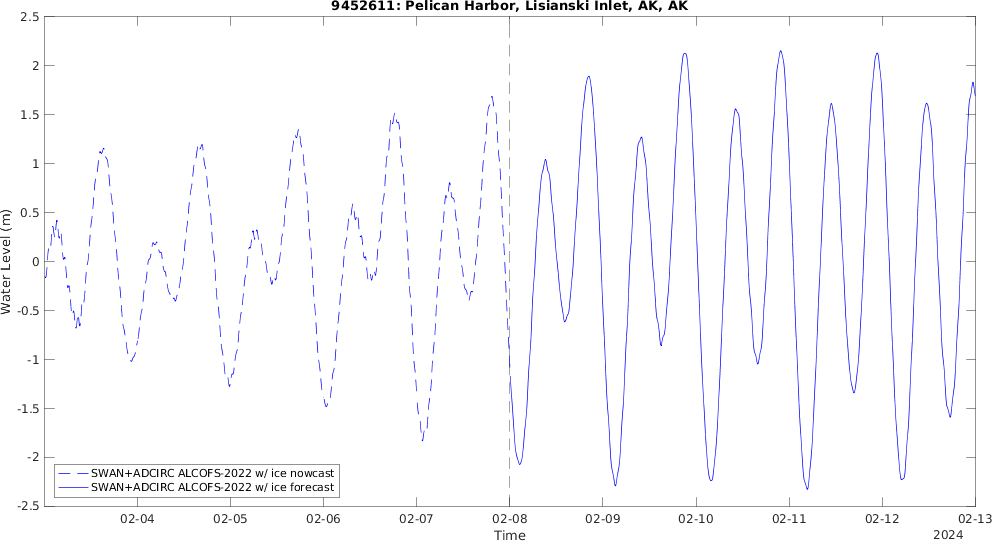 9452611: Pelican Harbor, Lisianski Inlet, AK, AK
2.5
2
1.5
1
0.5
0
-0.5
-1
-1.5
-2
-2.5
Water Level (m)
SWAN+ADCIRC ALCOFS-2022 w/ ice nowcast
SWAN+ADCIRC ALCOFS-2022 w/ ice forecast
02-04 02-05 02-06 02-07 02-08 02-09 02-10 02-11 02-12 02-13
Time
2024